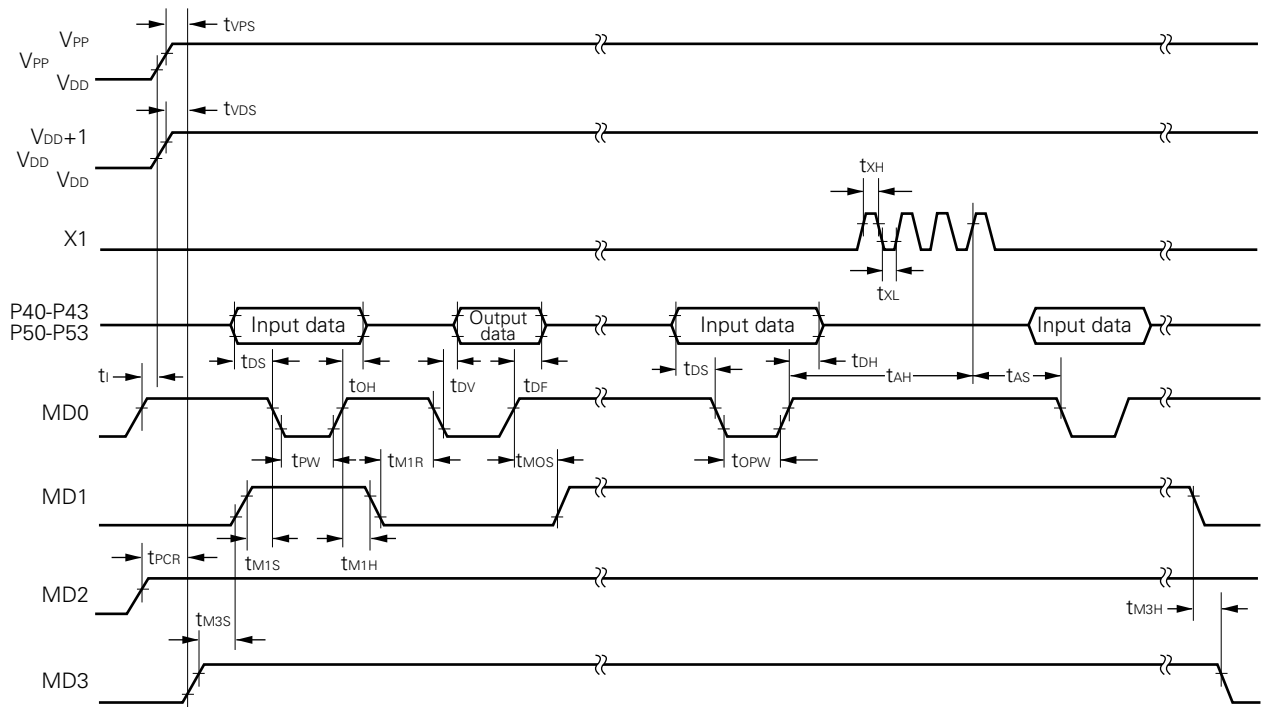 tVPS
VPP
VPP
VDD
tVDS
VDD+1
VDD
VDD
tXH
X1
tXL
P40-P43
P50-P53
Input data
Output
data
Input data
Input data
tDS
tOH
tDV
tDF
tDS
tDH
tAH
tAS
tI
MD0
tPW
tM1R
tMOS
tOPW
MD1
tM1S
tM1H
tPCR
MD2
tM3S
tM3H
MD3